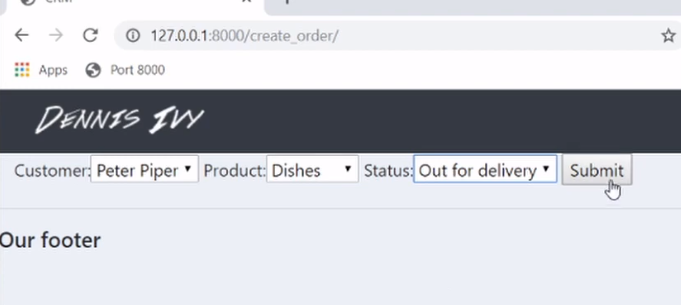 CRM
127.0.0.1:8000/create_order/
Apps Port 8000
DENNIS IVY
Customer: Peter Piper Product: Dishes Status: Out for delivery Submit
Our footer